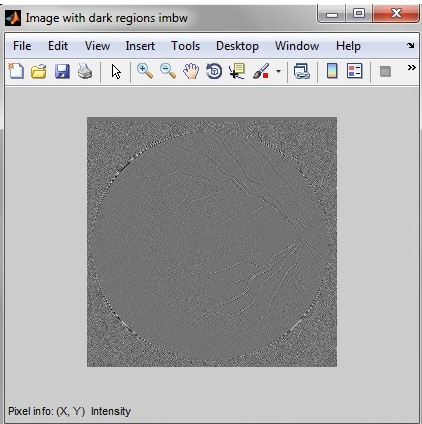 Image with dark regions imbw
File Edit View Insert Tools Desktop Window Help
Pixel info: (X, Y) Intensity